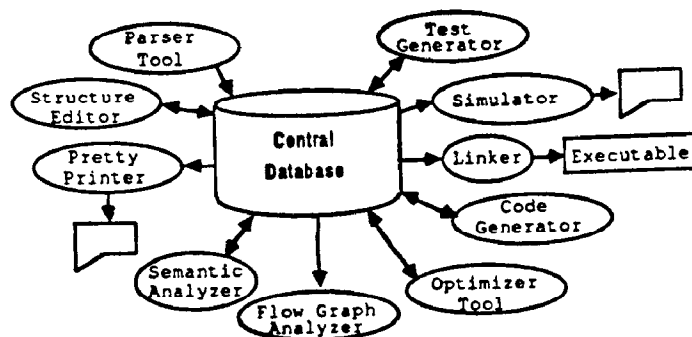 Parser
Tool
Test
Generator
Structure
Editor
Simulator
Central
Database
Pretty
Printer
Linker
Executable
Code
Generator
Semantic
Analyzer
Optimizer
Tool
Flow Graph
Analyzer